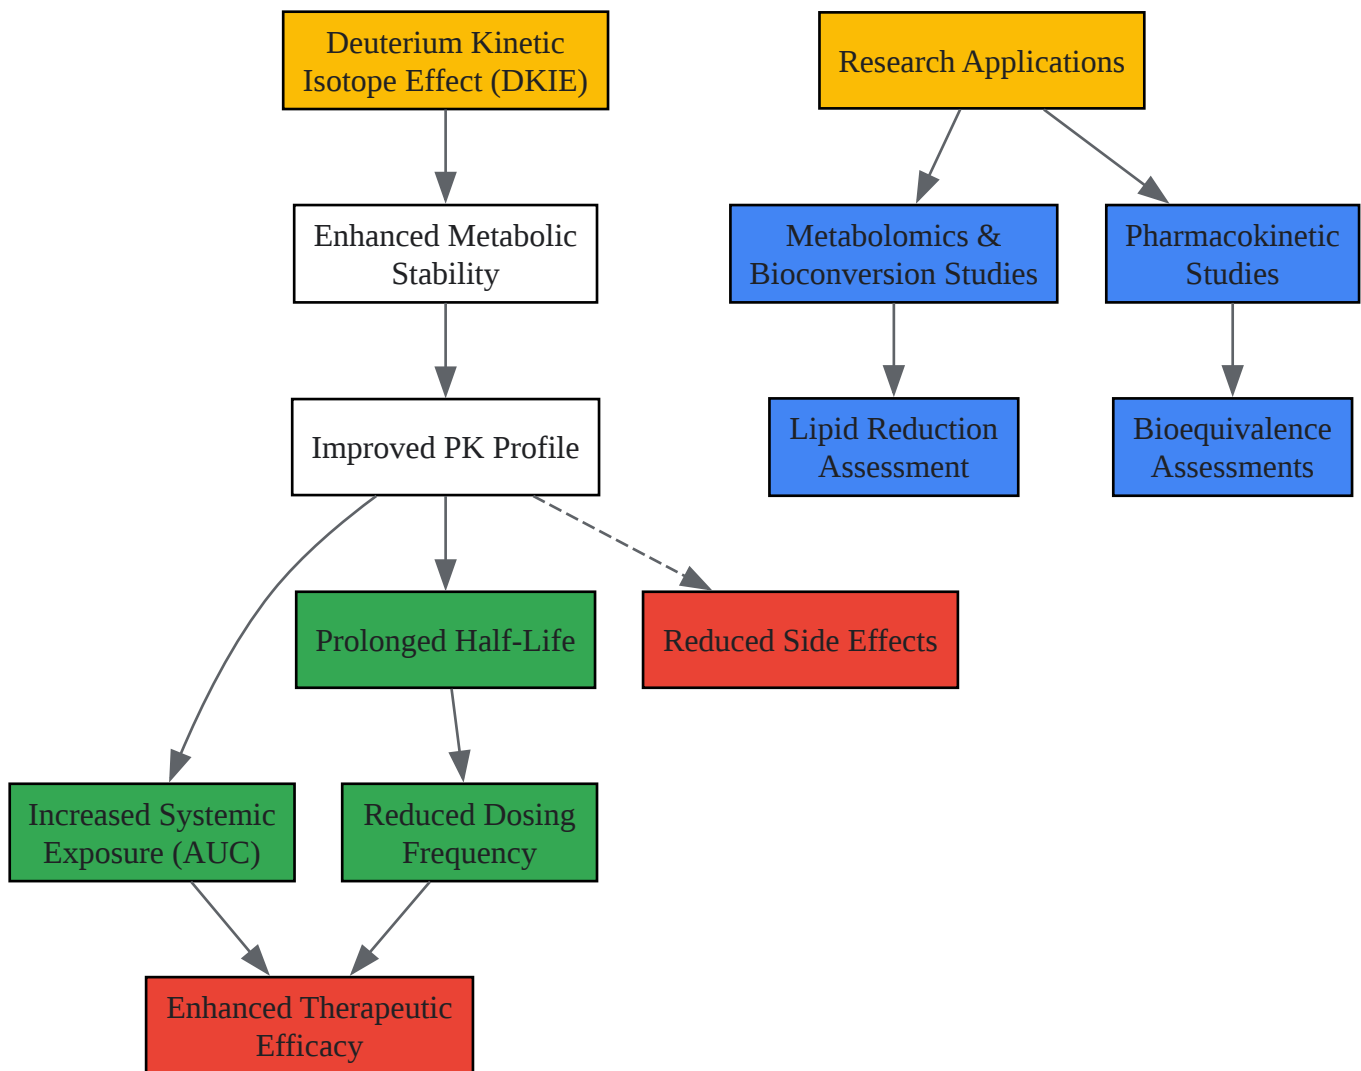 Deuterium Kinetic
Isotope Effect (DKIE)
Research Applications
Enhanced Metabolic
Stability
Metabolomics &
Bioconversion Studies
Pharmacokinetic
Studies
Improved PK Profile
Lipid Reduction
Assessment
Bioequivalence
Assessments
Prolonged Half-Life
Reduced Side Effects
Increased Systemic
Exposure (AUC)
Reduced Dosing
Frequency
Enhanced Therapeutic
Efficacy